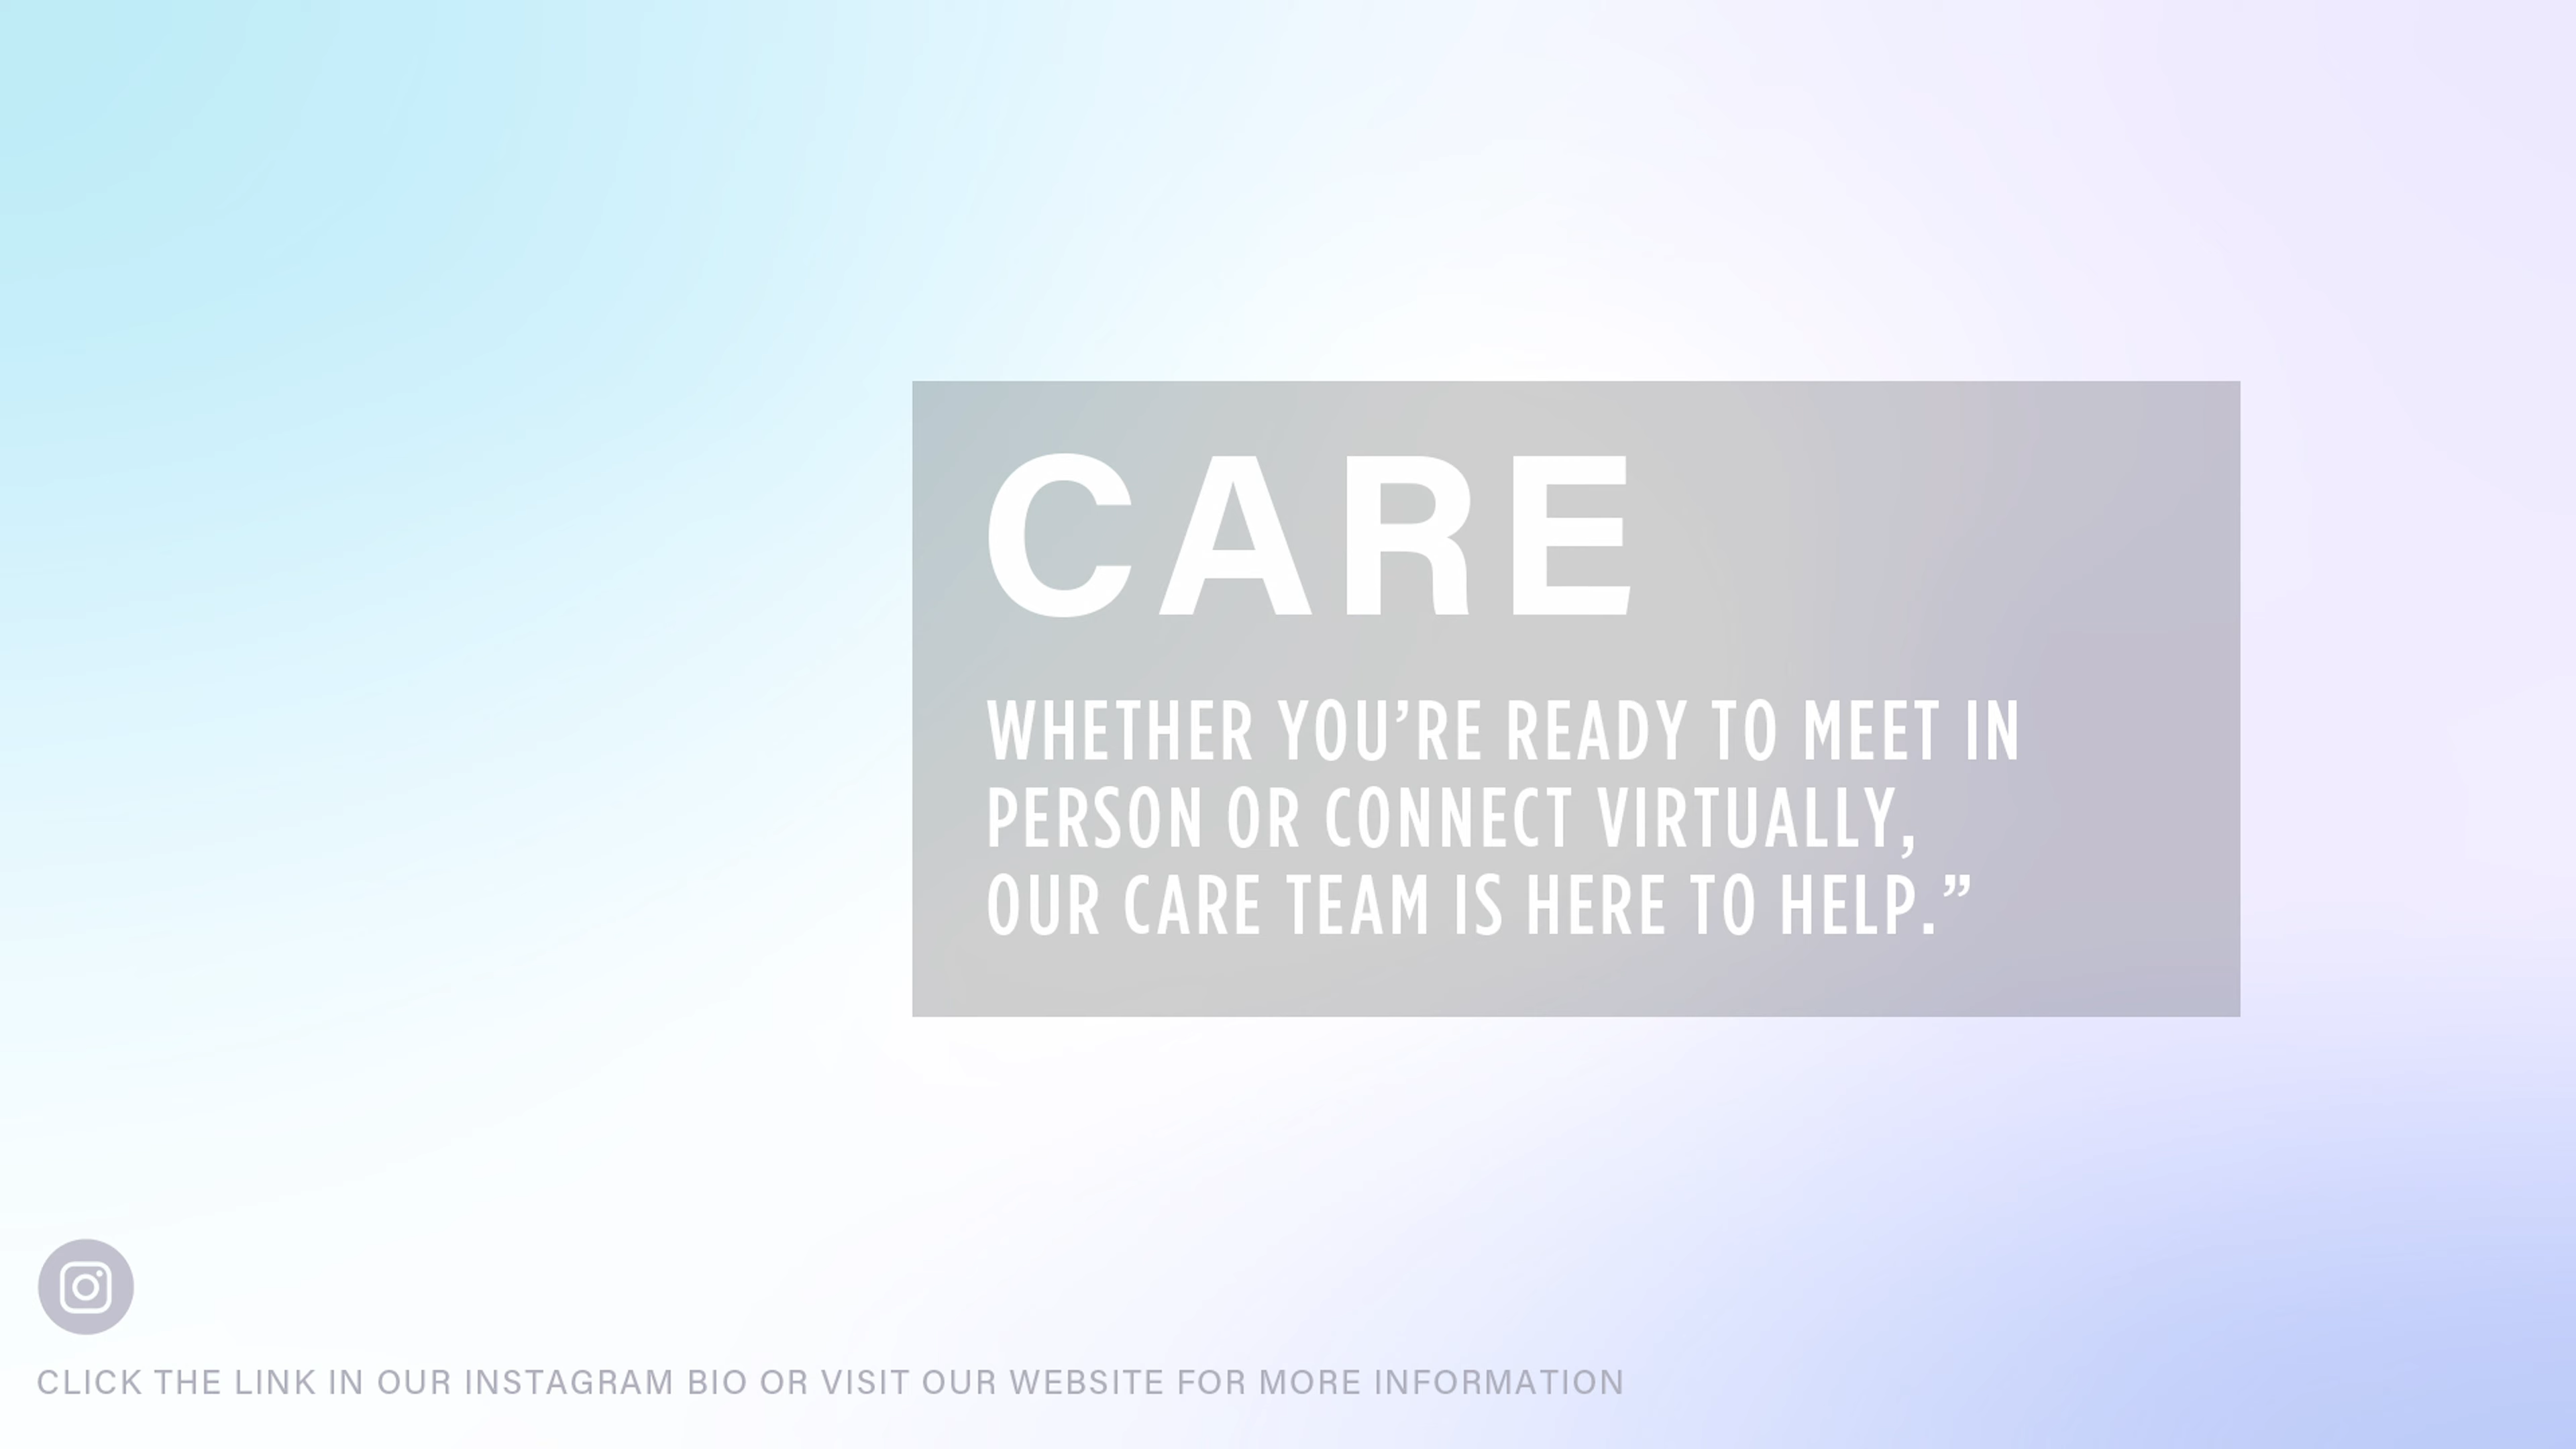 CARE
WHETHER YOU’RE READY TO MEET IN
PERSON OR CONNECT VIRTUALLY,
OUR CARE TEAM IS HERE TO HELP.”
CLICK THE LINK IN OUR INSTAGRAM BIO OR VISIT OUR WEBSITE FOR MORE INFORMATION